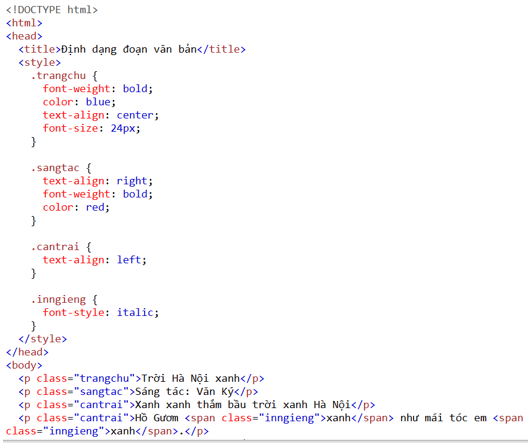 <!DOCTYPE html>
<html>
<head>
  <title>Định dạng đoạn văn bản</title>
  <style>
    .trangchu {
      font-weight: bold;
      color: blue;
      text-align: center;
      font-size: 24px;
    }

    .sangtac {
      text-align: right;
      font-weight: bold;
      color: red;
    }

    .cantrai {
      text-align: left;
    }

    .inngieng {
      font-style: italic;
    }
  </style>
</head>
<body>
  <p class="trangchu">Trời Hà Nội xanh</p>
  <p class="sangtac">Sáng tác: Văn Ký</p>
  <p class="cantrai">Xanh xanh thắm bầu trời xanh Hà Nội</p>
  <p class="cantrai">Hồ Gươm <span class="inngieng">xanh</span> như mái tóc em <span
class="inngieng">xanh</span>.</p>